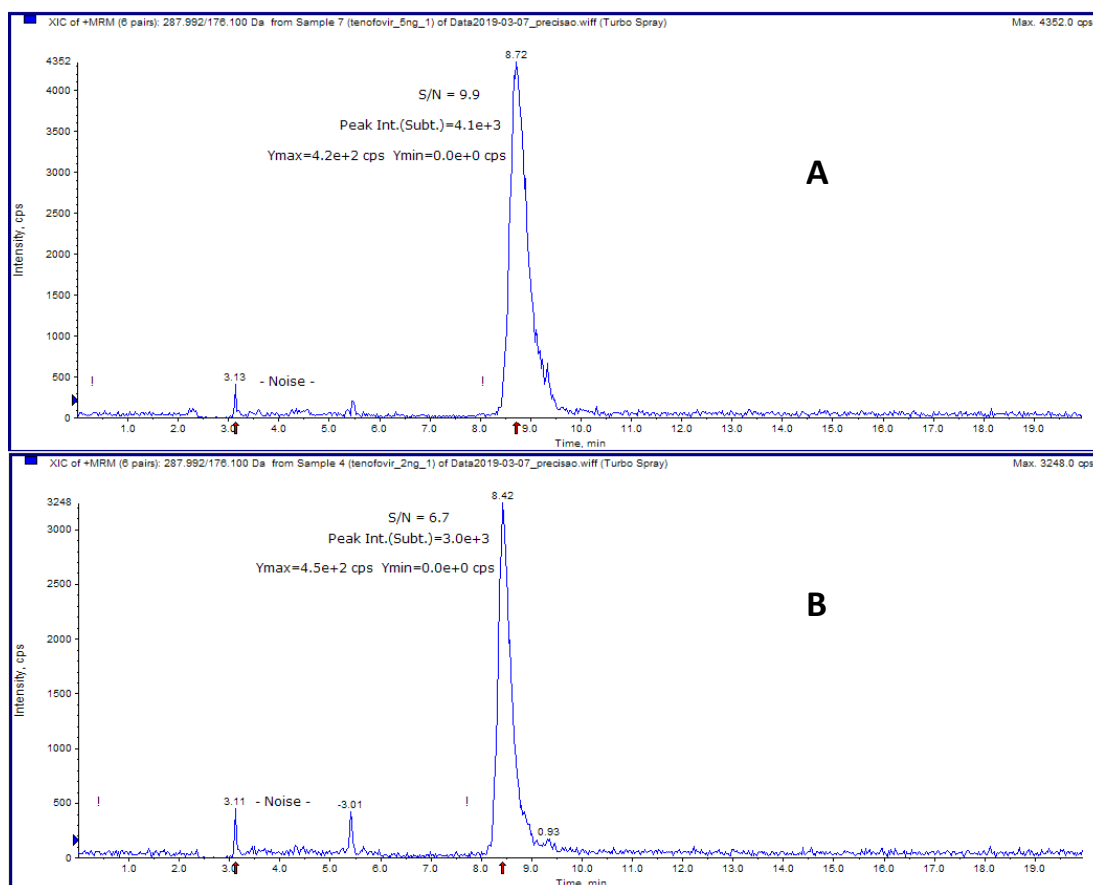 XIC of +MRM (6 pairs): 287.992/176.100 Da from Sample 7 (tenofovir_5ng_1) of Data2019-03-07_precisao.wiff (Turbo Spray) Max. 4352.0 cps
8.72
4352
4000
S/N = 9.9
3500
Peak Int.(Subt.)=4.1e+3
Ymax=4.2e+2 cps Ymin=0.0e+0 cps
A
3000
2500
2000
1500
1000
Intensity, cps
500
! 3.13 - Noise - !
0
1.0 2.0 3.0 4.0 5.0 6.0 7.0 8.0 9.0 10.0 11.0 12.0 13.0 14.0 15.0 16.0 17.0 18.0 19.0
Time, min
XIC of +MRM (6 pairs): 287.992/176.100 Da from Sample 4 (tenofovir_2ng_1) of Data2019-03-07_precisao.wiff (Turbo Spray) Max. 3248.0 cps
8.42
3248
3000
S/N = 6.7
Peak Int.(Subt.)=3.0e+3
Ymax=4.5e+2 cps Ymin=0.0e+0 cps
B
2500
2000
1500
1000
Intensity, cps
500
! 3.11 - Noise - -3.01 !
0.93
0
1.0 2.0 3.0 4.0 5.0 6.0 7.0 8.0 9.0 10.0 11.0 12.0 13.0 14.0 15.0 16.0 17.0 18.0 19.0
Time, min